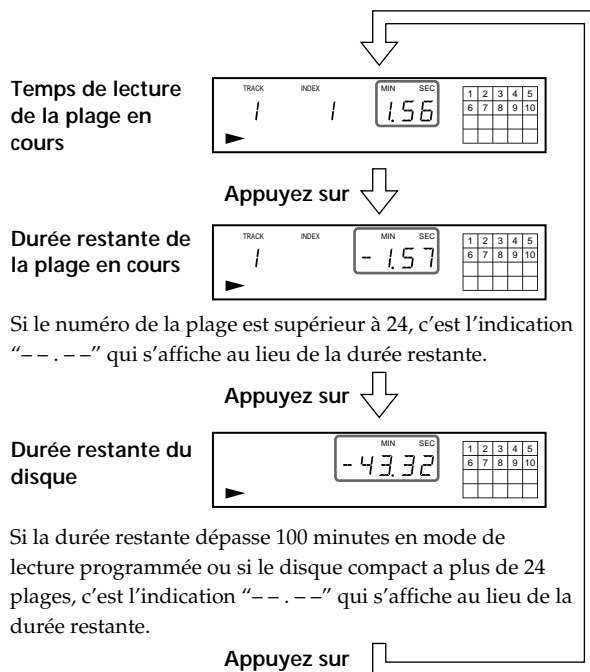 Temps de lecture
de la plage en
cours
TRACK INDEX MIN SEC
1 1 1.56
1 2 3 4 5
6 7 8 9 10
Appuyez sur
Durée restante de
la plage en cours
TRACK INDEX MIN SEC
1 - 1.57
1 2 3 4 5
6 7 8 9 10
Si le numéro de la plage est supérieur à 24, c’est l’indication
“– – . – –” qui s’affiche au lieu de la durée restante.
Appuyez sur
Durée restante du
disque
MIN SEC
- 43.32
1 2 3 4 5
6 7 8 9 10
Si la durée restante dépasse 100 minutes en mode de
lecture programmée ou si le disque compact a plus de 24
plages, c’est l’indication “– – . – –” qui s’affiche au lieu de la
durée restante.
Appuyez sur